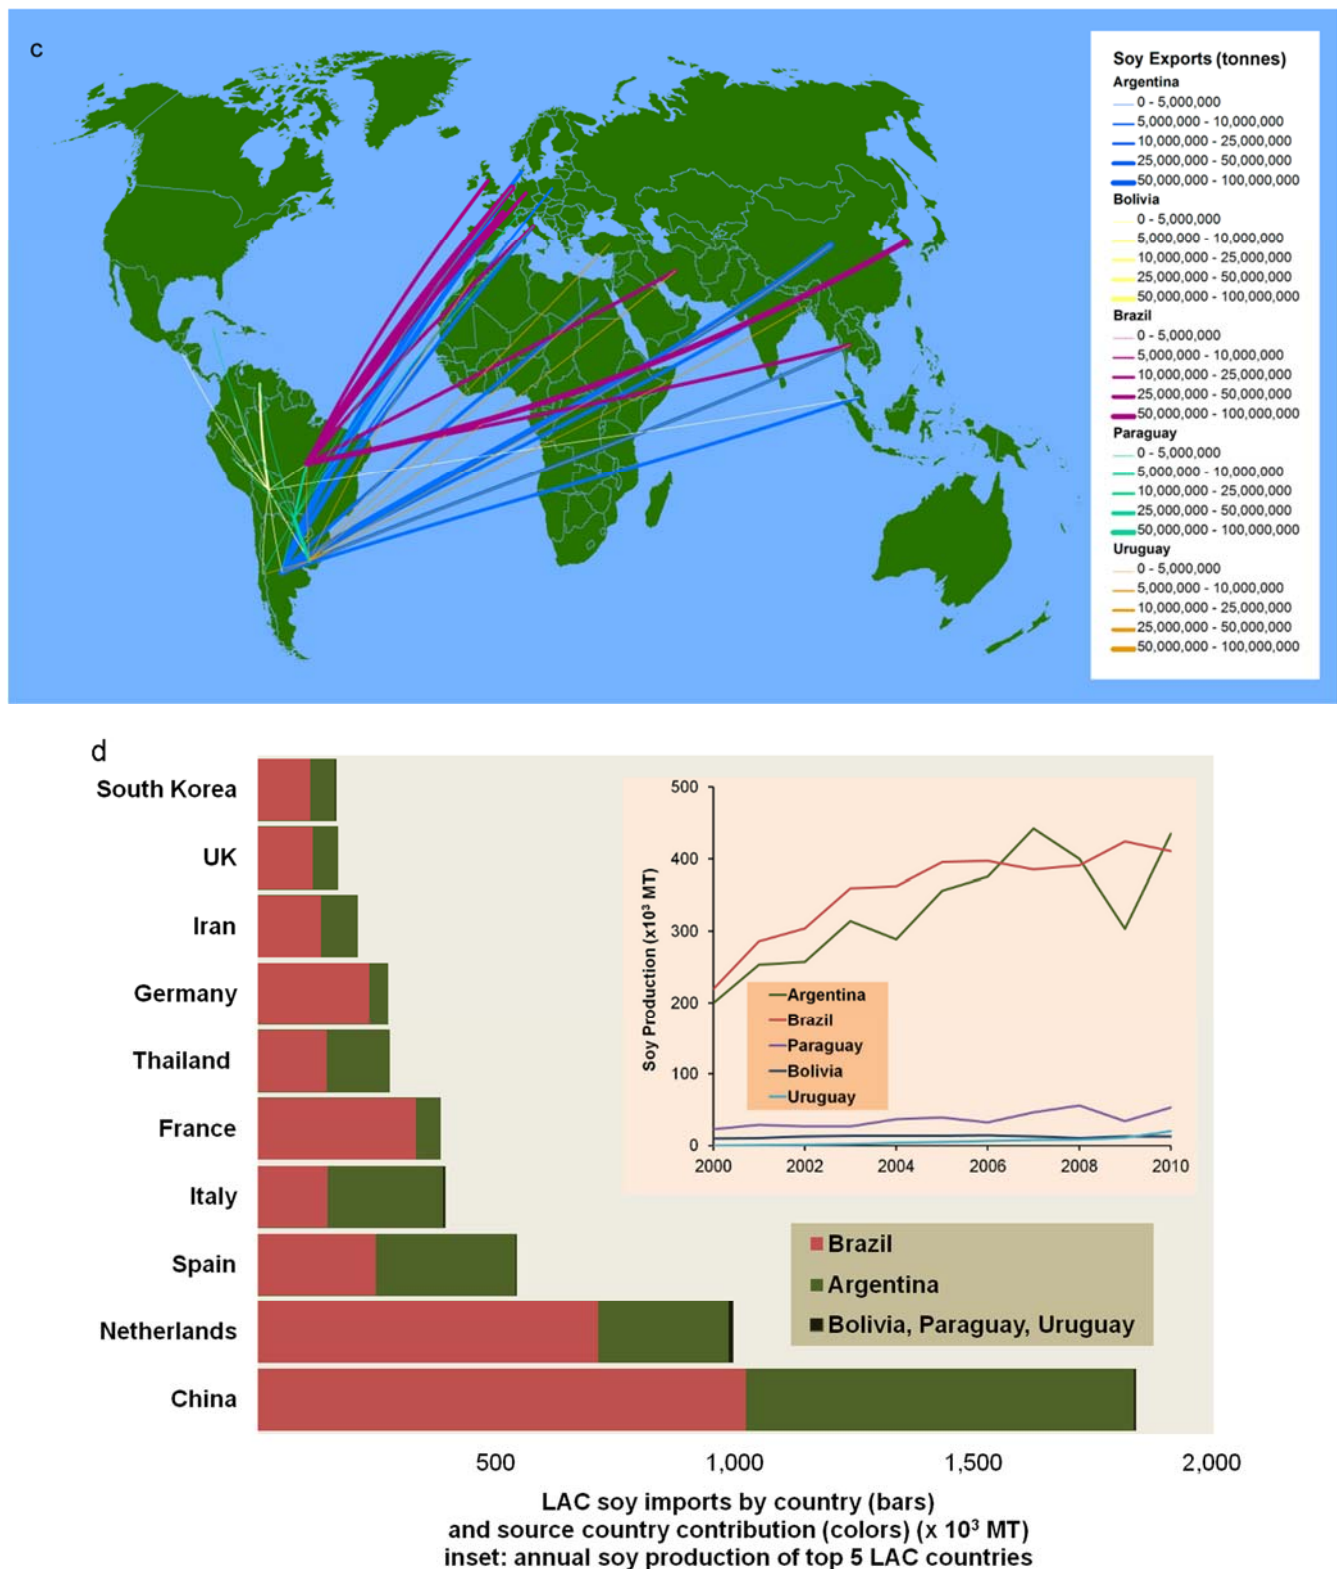 c
Soy Exports (tonnes)
Argentina
0 - 5,000,000
5,000,000 - 10,000,000
10,000,000 - 25,000,000
25,000,000 - 50,000,000
50,000,000 - 100,000,000
Bolivia
0 - 5,000,000
5,000,000 - 10,000,000
10,000,000 - 25,000,000
25,000,000 - 50,000,000
50,000,000 - 100,000,000
Brazil
0 - 5,000,000
5,000,000 - 10,000,000
10,000,000 - 25,000,000
25,000,000 - 50,000,000
50,000,000 - 100,000,000
Paraguay
0 - 5,000,000
5,000,000 - 10,000,000
10,000,000 - 25,000,000
25,000,000 - 50,000,000
50,000,000 - 100,000,000
Uruguay
0 - 5,000,000
5,000,000 - 10,000,000
10,000,000 - 25,000,000
25,000,000 - 50,000,000
50,000,000 - 100,000,000
d
South Korea
UK
Iran
Germany
Thailand
France
Italy
Spain
Netherlands
China
Soy Production (x10³ MT)
500
400
300
200
100
0
2000 2002 2004 2006 2008 2010
Argentina
Brazil
Paraguay
Bolivia
Uruguay
Brazil
Argentina
Bolivia, Paraguay, Uruguay
500 1,000 1,500 2,000
LAC soy imports by country (bars)
and source country contribution (colors) (x 10³ MT)
inset: annual soy production of top 5 LAC countries